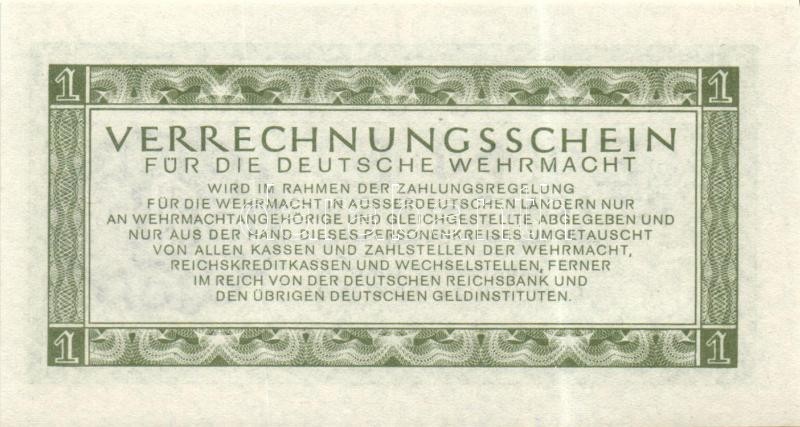 1 1
VERRECHNUNGSSCHEIN
FÜR DIE DEUTSCHE WEHRMACHT
WIRD IM RAHMEN DER ZAHLUNGSREGELUNG
FÜR DIE WEHRMACHT IN AUSSERDEUTSCHEN LÄNDERN NUR
AN WEHRMACHTANGEHÖRIGE UND GLEICHGESTELLTE ABGEGEBEN UND
NUR AUS DER HAND DIESES PERSONENKREISES UMGETAUSCHT
VON ALLEN KASSEN UND ZAHLSTELLEN DER WEHRMACHT,
REICHSKREDITKASSEN UND WECHSELSTELLEN, FERNER
IM REICH VON DER DEUTSCHEN REICHSBANK UND
DEN ÜBRIGEN DEUTSCHEN GELDINSTITUTEN.
1 1